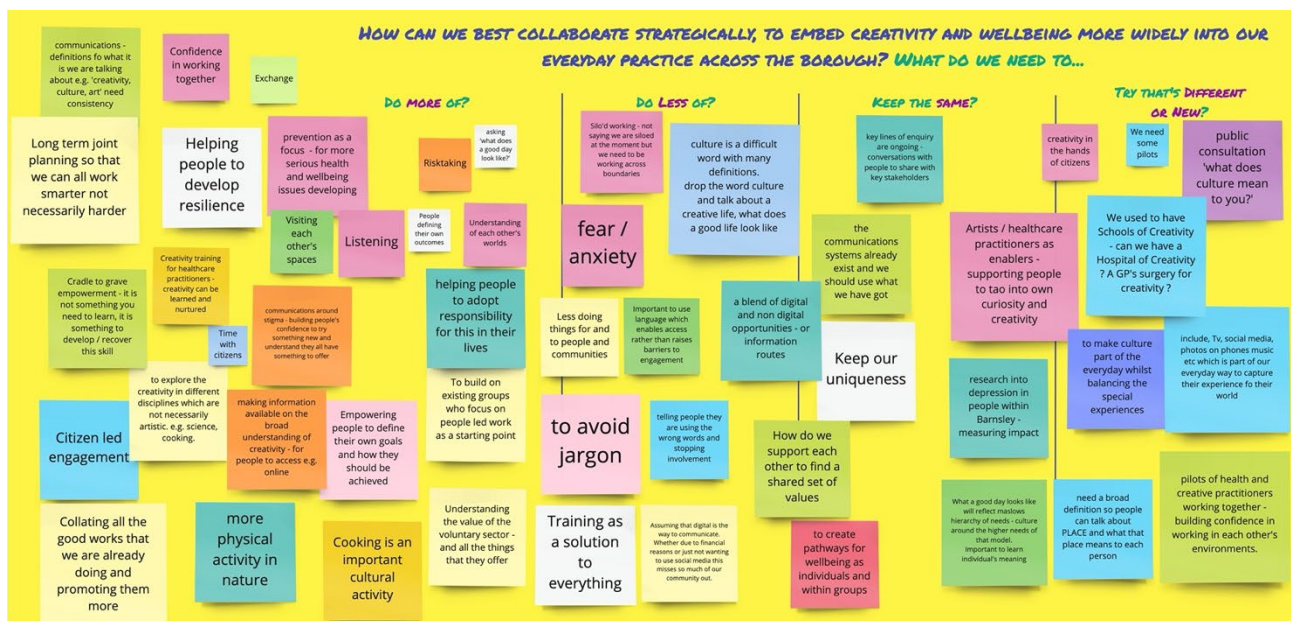 HOW CAN WE BEST COLLABORATE STRATEGICALLY, TO EMBED CREATIVITY AND WELLBEING MORE WIDELY INTO OUR
EVERYDAY PRACTICE ACROSS THE BOROUGH? WHAT DO WE NEED TO...
DO MORE OF?
communications -
definitions fo what it
is we are talking
about e.g. 'creativity,
culture, art' need
consistency
Confidence
in working
together
Exchange
Long term joint
planning so that
we can all work
smarter not
necessarily harder
Helping
people to
develop
resilience
prevention as a
focus - for more
serious health
and wellbeing
issues developing
Risktaking
asking
'what does
a good day
look like?'
Visiting
each
other's
spaces
Listening
People
defining
their own
outcomes
Understanding
of each other's
worlds
Cradle to grave
empowerment - it is
not something you
need to learn, it is
something to
develop / recover
this skill
Creativity training
for healthcare
practitioners -
creativity can be
learned and
nurtured
Time
with
citizens
communications around
stigma - building people's
confidence to try
something new and
understand they all have
something to offer
helping people
to adopt
responsibility
for this in their
lives
to explore the
creativity in different
disciplines which are
not necessarily
artistic. e.g. science,
cooking.
Citizen led
engagement
making information
available on the
broad
understanding of
creativity - for
people to access e.g.
online
Empowering
people to define
their own goals
and how they
should be
achieved
To build on
existing groups
who focus on
people led work
as a starting point
Collating all the
good works that
we are already
doing and
promoting them
more
more
physical
activity in
nature
Cooking is an
important
cultural
activity
Understanding
the value of the
voluntary sector -
and all the things
that they offer
DO LESS OF?
Silo'd working - not
saying we are siloed
at the moment but
we need to be
working across
boundaries
culture is a difficult
word with many
definitions.
drop the word culture
and talk about a
creative life, what does
a good life look like
fear /
anxiety
Less doing
things for and
to people and
communities
Important to use
language which
enables access
rather than raises
barriers to
engagement
a blend of digital
and non digital
opportunities - or
information
routes
to avoid
jargon
telling people they
are using the
wrong words and
stopping
involvement
Training as
a solution
to
everything
Assuming that digital is the
way to communicate.
Whether due to financial
reasons or just not wanting
to use social media this
misses so much of our
community out.
KEEP THE SAME?
key lines of enquiry
are ongoing -
conversations with
people to share with
key stakeholders
the
communications
systems already
exist and we
should use what
we have got
Keep our
uniqueness
How do we
support each
other to find a
shared set of
values
to create
pathways for
wellbeing as
individuals and
within groups
Artists / healthcare
practitioners as
enablers -
supporting people
to tao into own
curiosity and
creativity
research into
depression in
people within
Barnsley -
measuring impact
What a good day looks like
will reflect maslows
hierarchy of needs - culture
around the higher needs of
that model.
Important to learn
individual's meaning
TRY THAT'S DIFFERENT
OR NEW?
creativity in
the hands
of citizens
We need
some
pilots
public
consultation
'what does
culture mean
to you?'
We used to have
Schools of Creativity
- can we have a
Hospital of Creativity
? A GP's surgery for
creativity ?
to make culture
part of the
everyday whilst
balancing the
special
experiences
include, Tv, social media,
photos on phones music
etc which is part of our
everyday way to capture
their experience fo their
world
need a broad
definition so people
can talk about
PLACE and what that
place means to each
person
pilots of health and
creative practitioners
working together -
building confidence in
working in each other's
environments.